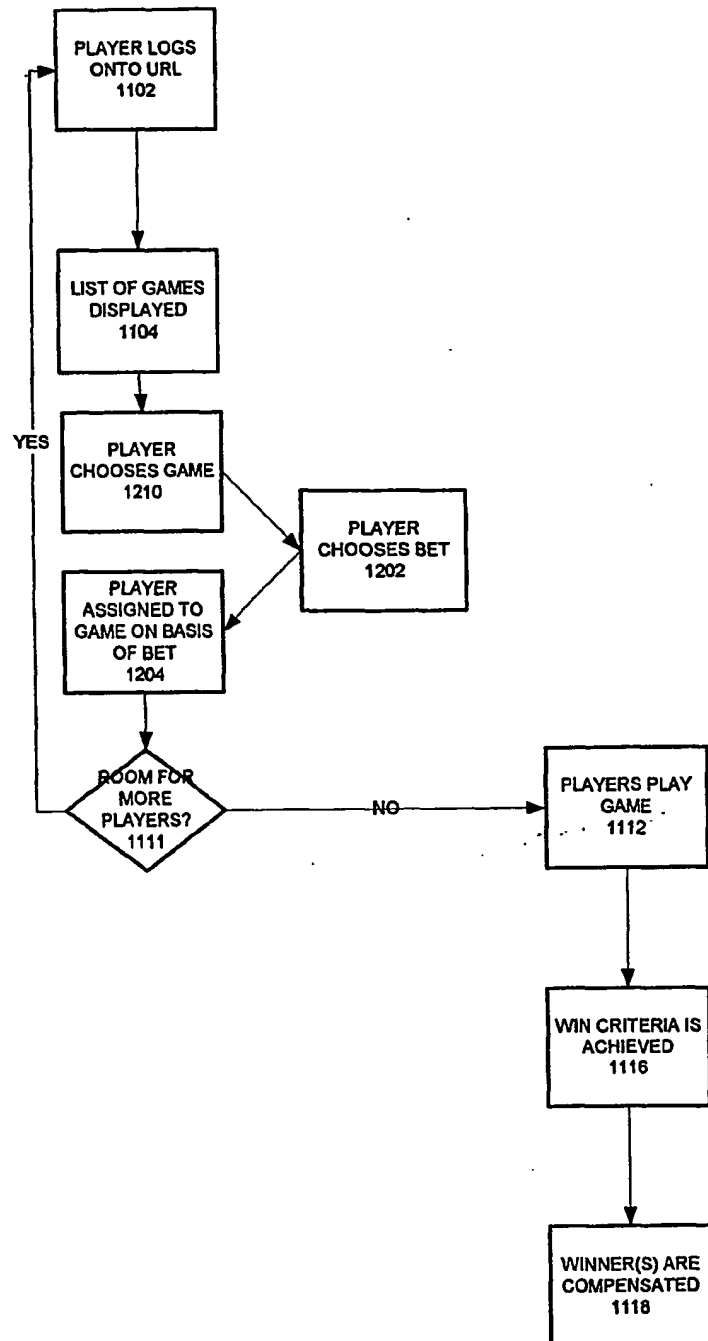 PLAYER LOGS
ONTO URL
1102
LIST OF GAMES
DISPLAYED
1104
YES
PLAYER
CHOOSES GAME
1210
PLAYER
CHOOSES BET
1202
PLAYER
ASSIGNED TO
GAME ON BASIS
OF BET
1204
ROOM FOR
MORE
PLAYERS?
1111
NO
PLAYERS PLAY
GAME
1112
WIN CRITERIA IS
ACHIEVED
1116
WINNER(S) ARE
COMPENSATED
1118